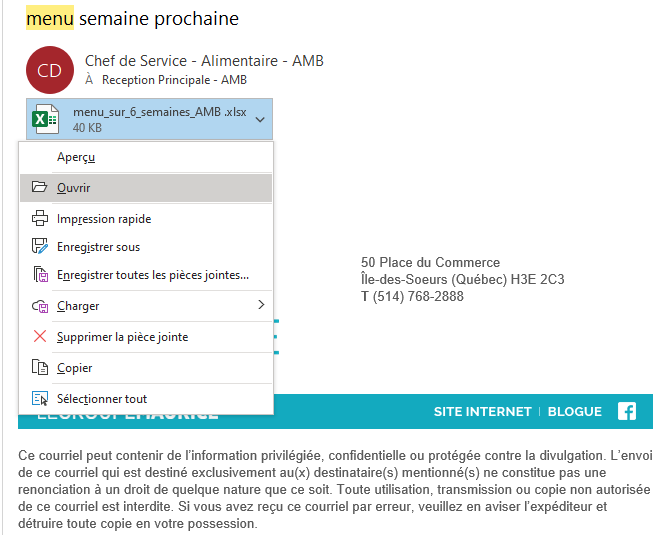 menu semaine prochaine
CD
Chef de Service - Alimentaire - AMB
À Reception Principale - AMB
menu_sur_6_semaines_AMB .xlsx
40 KB
Aperçu
Ouvrir
Impression rapide
Enregistrer sous
Enregistrer toutes les pièces jointes...
Charger
Supprimer la pièce jointe
Copier
Sélectionner tout
50 Place du Commerce
Île-des-Soeurs (Québec) H3E 2C3
T (514) 768-2888
LEGROUPEMAURICE
SITE INTERNET | BLOGUE
Ce courriel peut contenir de l'information privilégiée, confidentielle ou protégée contre la divulgation. L'envoi
de ce courriel qui est destiné exclusivement au(x) destinataire(s) mentionné(s) ne constitue pas une
renonciation à un droit de quelque nature que ce soit. Toute utilisation, transmission ou copie non autorisée
de ce courriel est interdite. Si vous avez reçu ce courriel par erreur, veuillez en aviser l'expéditeur et
détruire toute copie en votre possession.